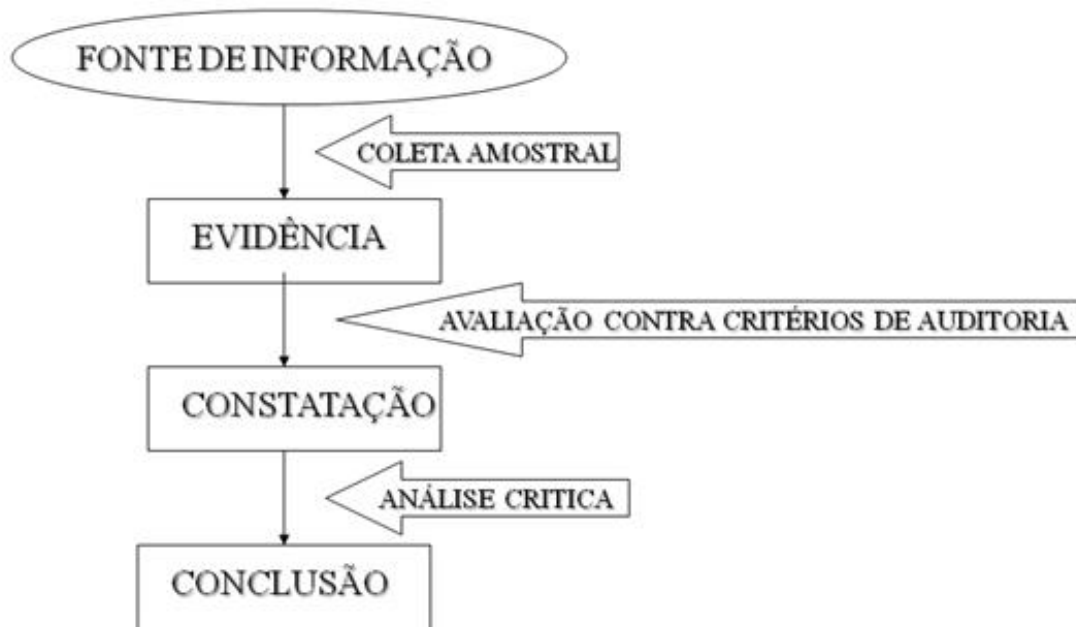 FONTE DE INFORMAÇÃO
COLETA AMOSTRAL
EVIDÊNCIA
AVALIAÇÃO CONTRA CRITÉRIOS DE AUDITORIA
CONSTATAÇÃO
ANÁLISE CRITICA
CONCLUSÃO